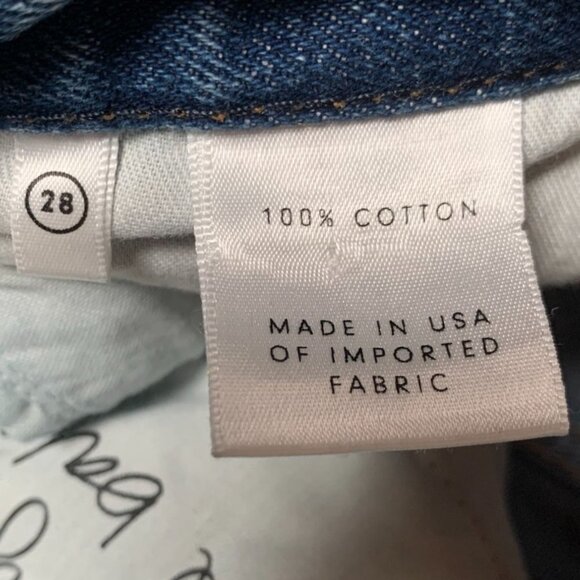 28
100% COTTON
MADE IN USA
OF IMPORTED
FABRIC